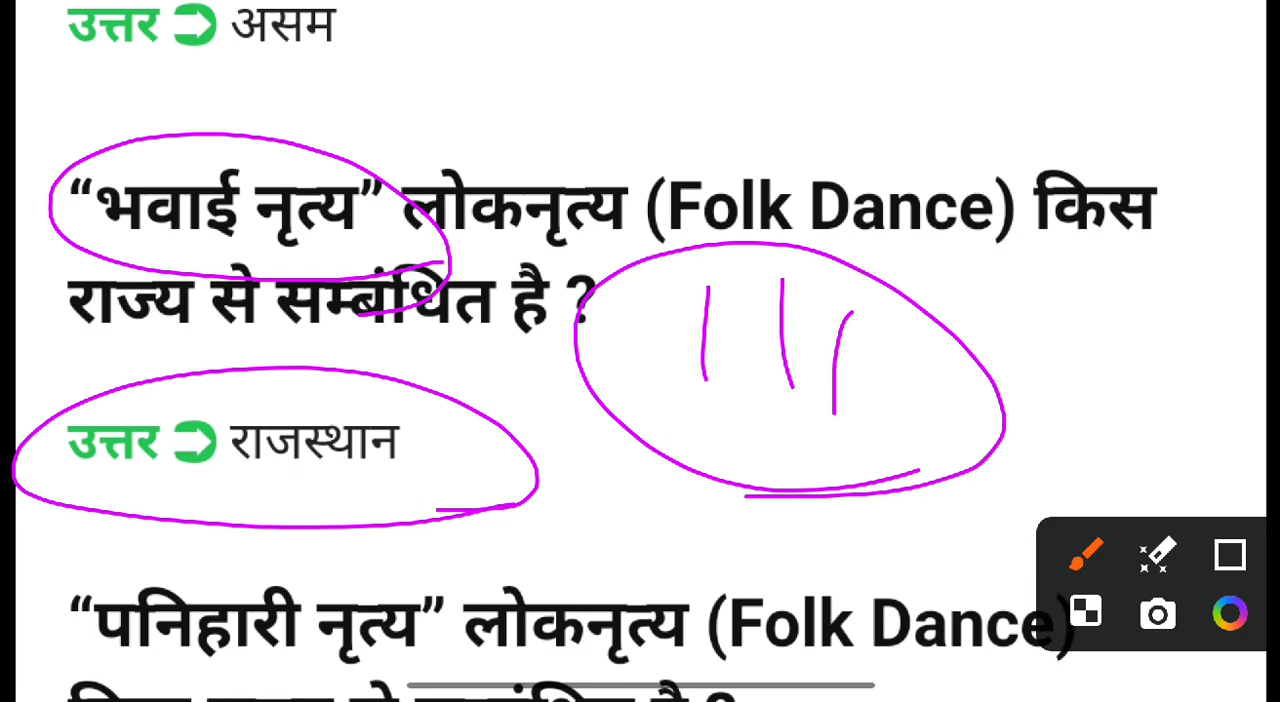 उत्तर ➲ असम
“भवाई नृत्य” लोकनृत्य (Folk Dance) किस
राज्य से सम्बंधित है ?
उत्तर ➲ राजस्थान
“पनिहारी नृत्य” लोकनृत्य (Folk Dance)